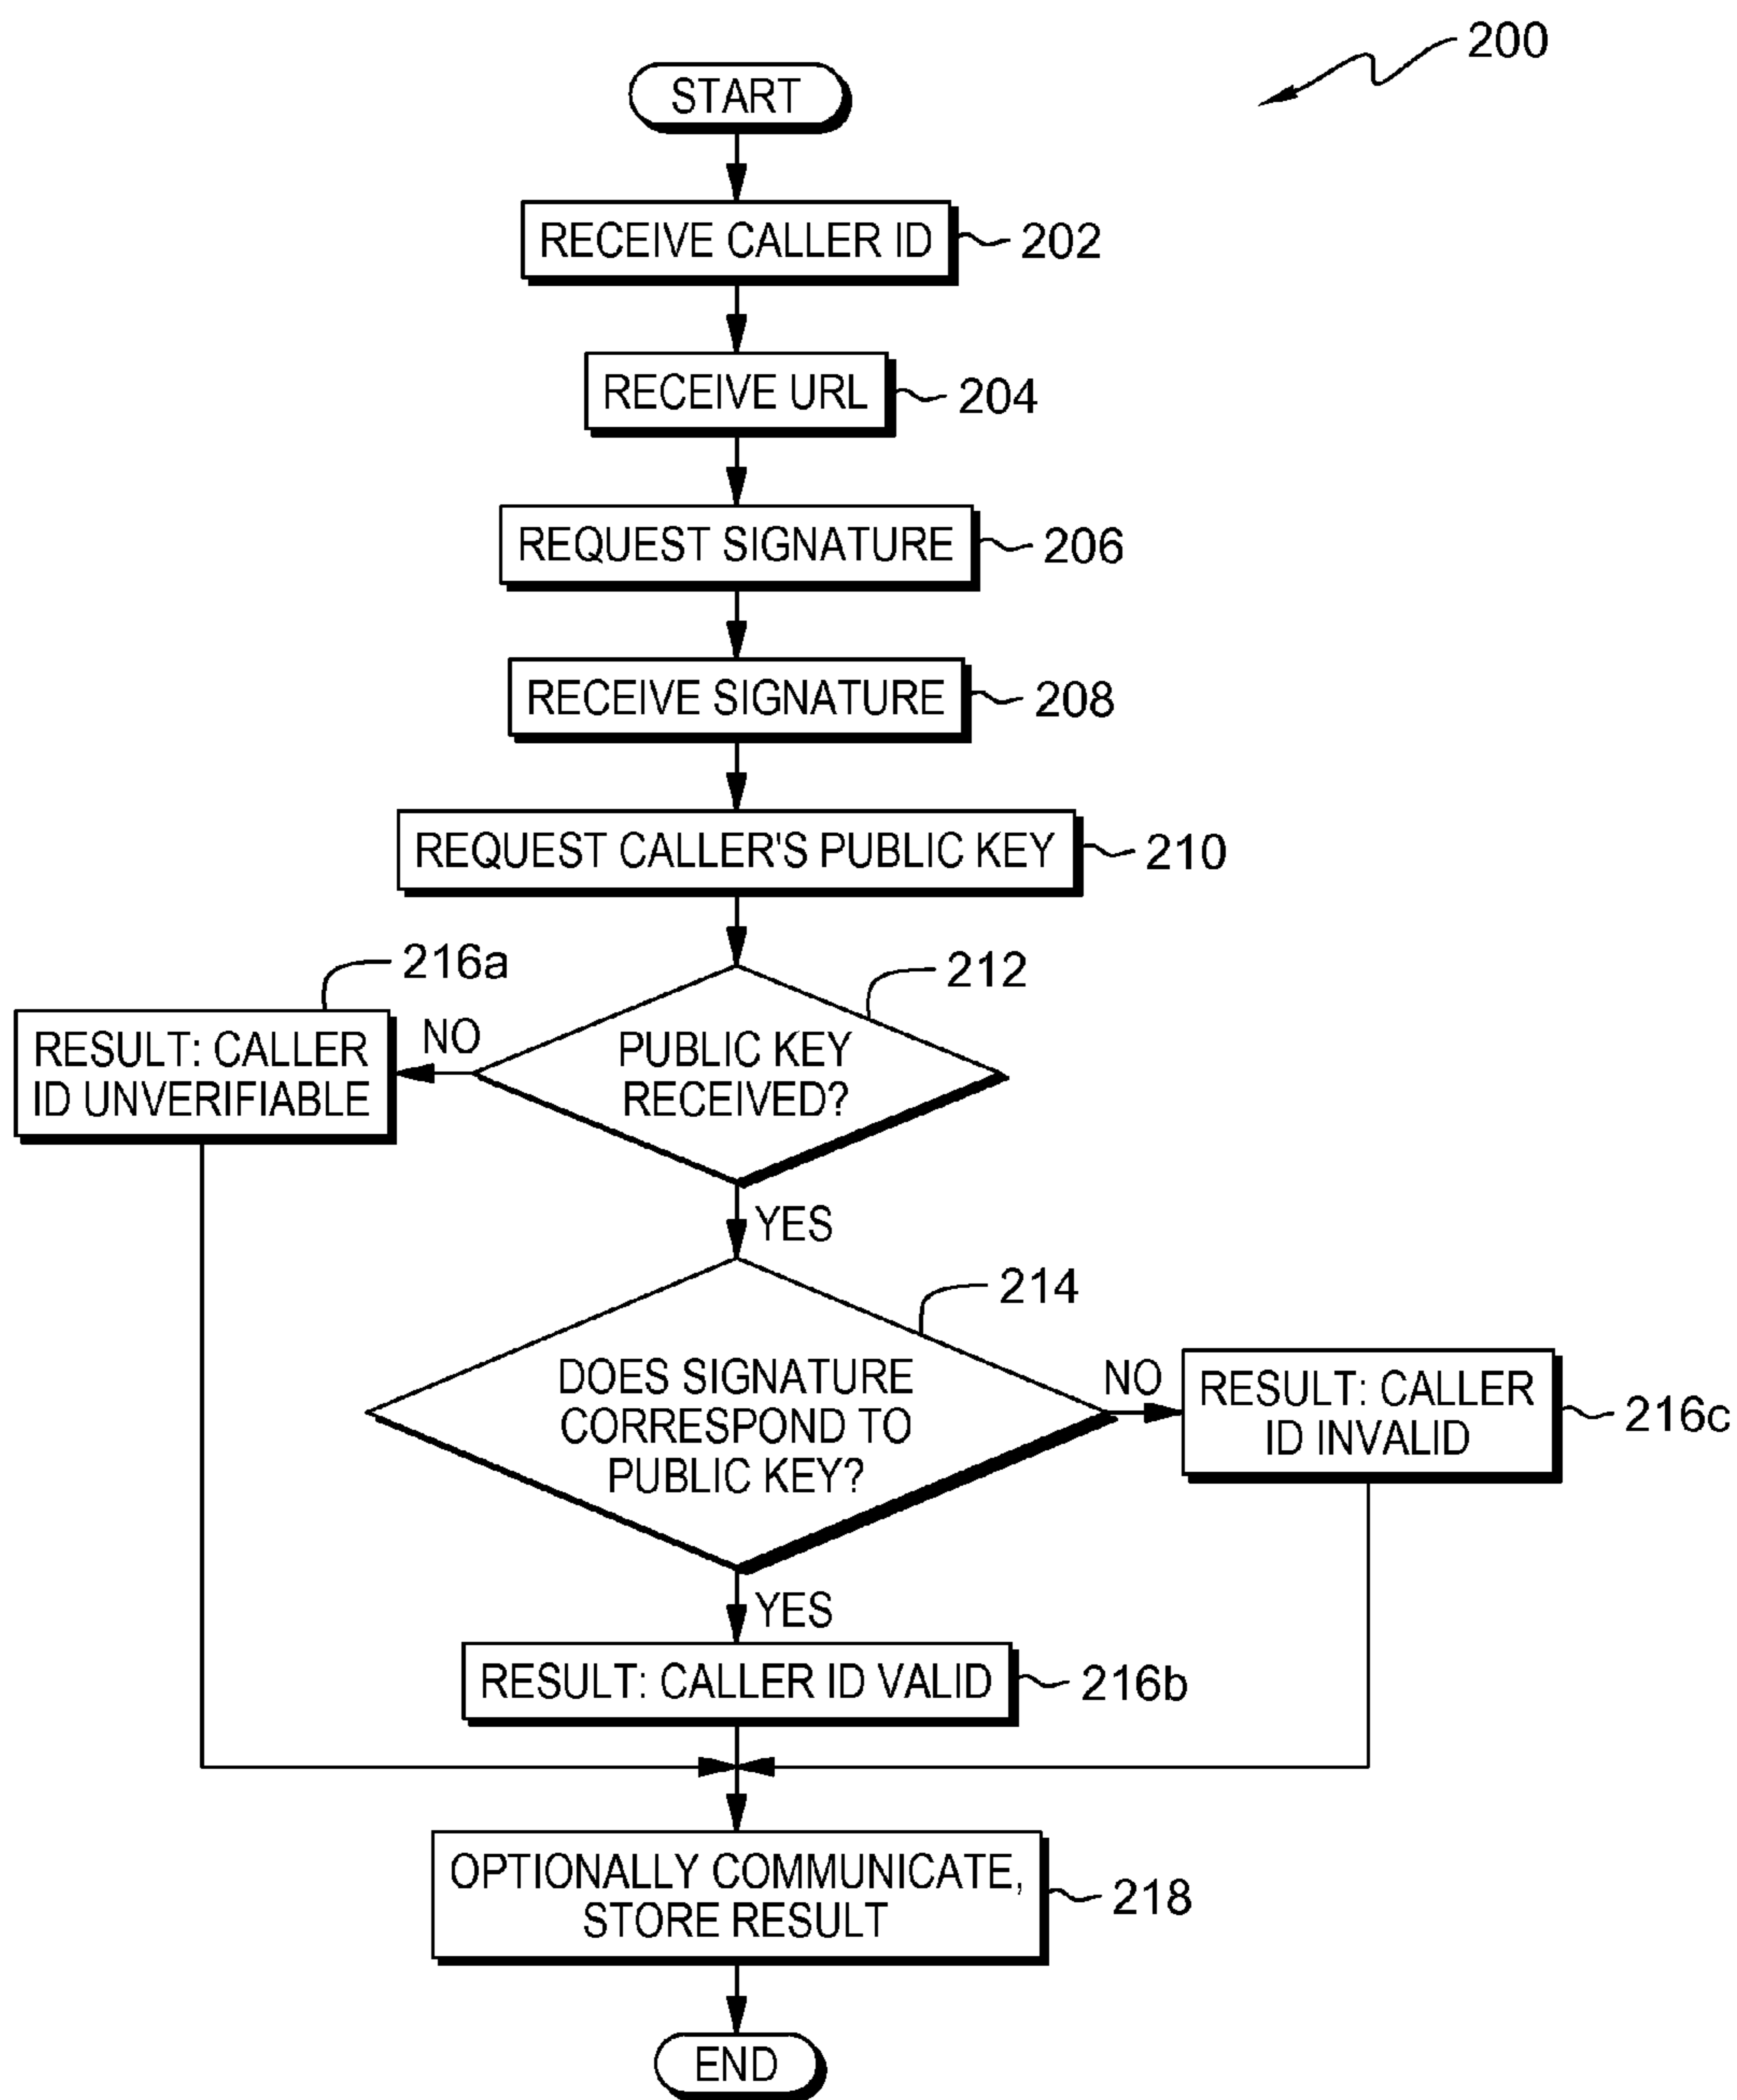 200
START
RECEIVE CALLER ID
202
RECEIVE URL
204
REQUEST SIGNATURE
206
RECEIVE SIGNATURE
208
REQUEST CALLER'S PUBLIC KEY
210
216a
212
RESULT: CALLER
ID UNVERIFIABLE
NO
PUBLIC KEY
RECEIVED?
YES
214
DOES SIGNATURE
CORRESPOND TO
PUBLIC KEY?
NO
RESULT: CALLER
ID INVALID
216c
YES
RESULT: CALLER ID VALID
216b
OPTIONALLY COMMUNICATE,
STORE RESULT
218
END